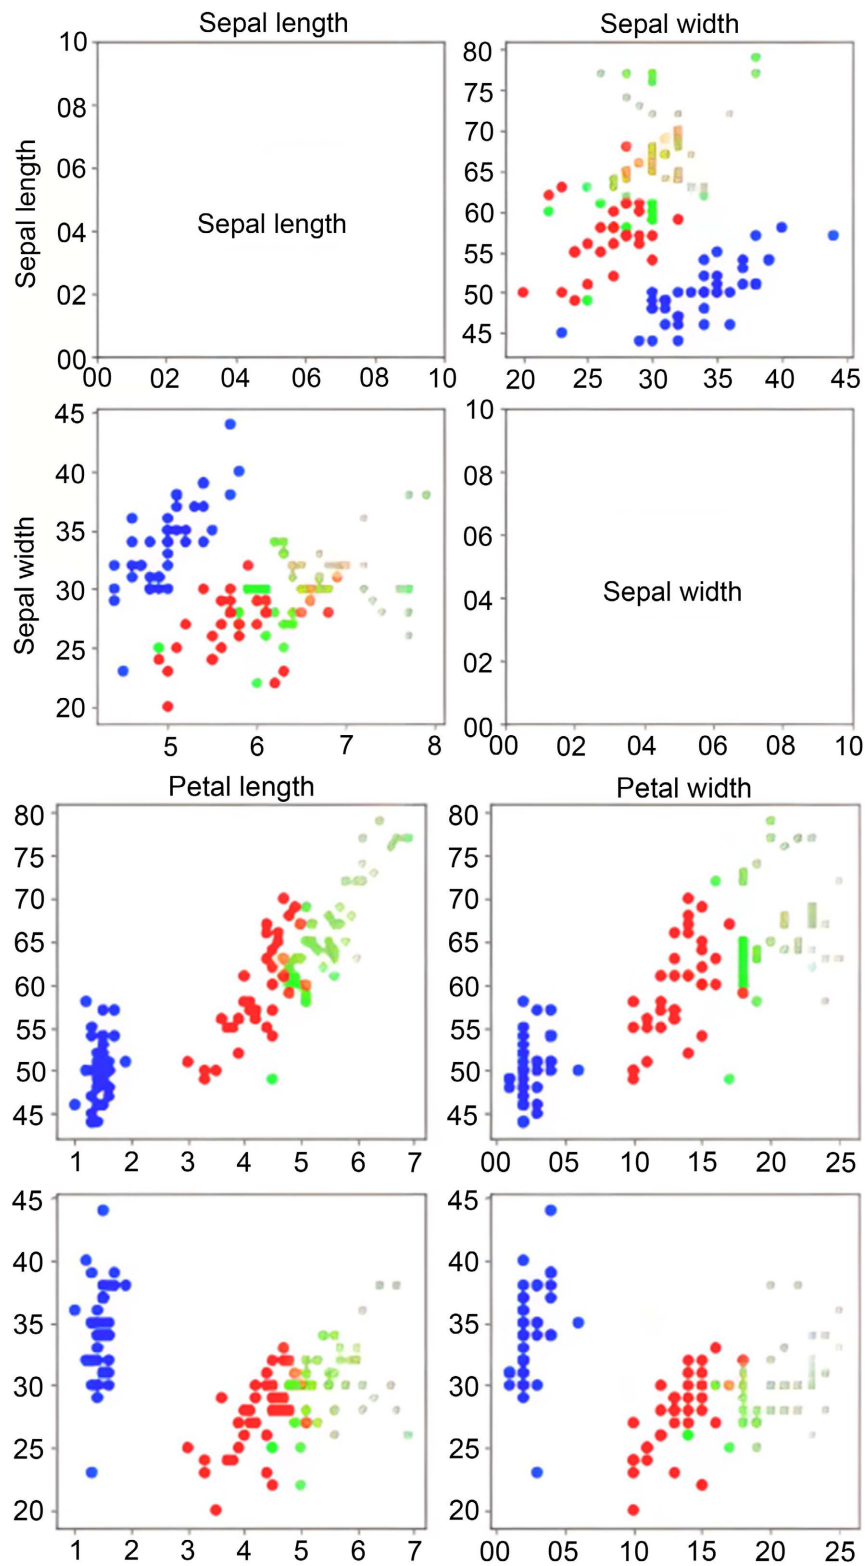 Sepal length Sepal width
10 80
08 75
06 70
Sepal length
65
04 Sepal length 60
55
02 50
00 45
00 02 04 06 08 10 20 25 30 35 40 45
45 10
40 08
35 06
Sepal width
30 04 Sepal width
25 02
20 00
5 6 7 8 00 02 04 06 08 10
Petal length Petal width
80 80
75 75
70 70
65 65
60 60
55 55
50 50
45 45
1 2 3 4 5 6 7 00 05 10 15 20 25
45 45
40 40
35 35
30 30
25 25
20 20
1 2 3 4 5 6 7 00 05 10 15 20 25